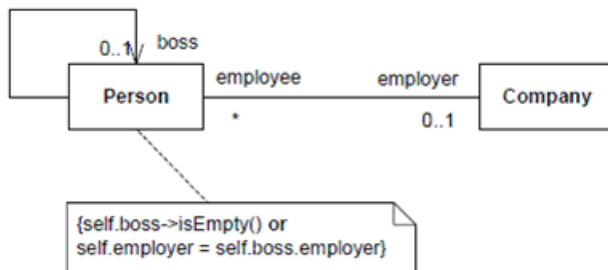 0..1 boss
Person
employee
employer
Company
*
0..1
{self.boss->isEmpty() or
self.employer = self.boss.employer}